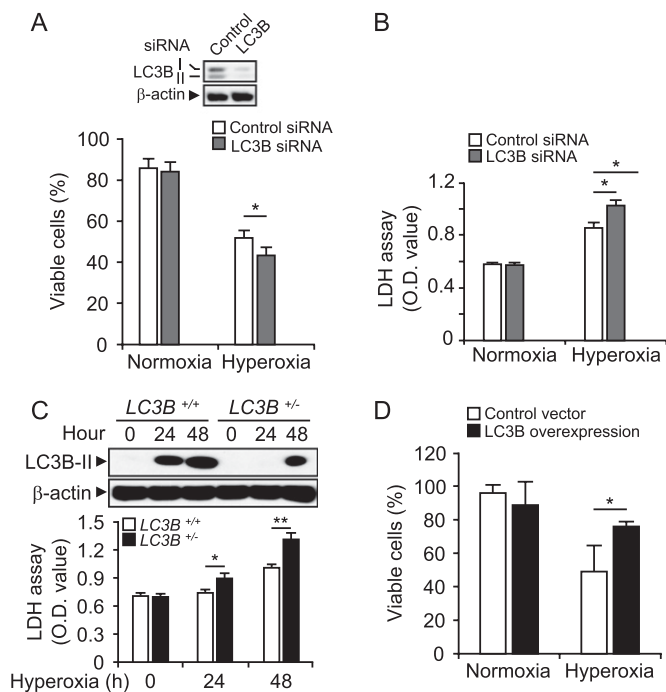 A
siRNA
Control
LC3B
LC3B
I
II
β-actin
Control siRNA
LC3B siRNA
Viable cells (%)
100
80
60
40
20
0
*
Normoxia Hyperoxia
B
Control siRNA
LC3B siRNA
LDH assay
(O.D. value)
1.2
0.8
0.4
0
*
*
Normoxia Hyperoxia
C
LC3B +/+ LC3B +/-
Hour 0 24 48 0 24 48
LC3B-II
β-actin
LC3B +/+
LC3B +/-
LDH assay
(O.D. value)
1.5
1.2
0.9
0.6
0.3
0
*
**
Hyperoxia (h) 0 24 48
D
Control vector
LC3B overexpression
Viable cells (%)
120
100
80
60
40
20
0
*
Normoxia Hyperoxia